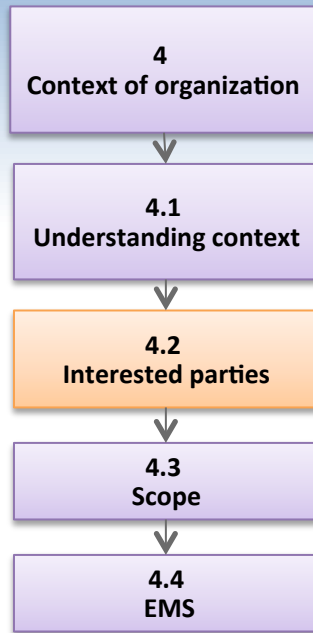 4
Context of organization
4.1
Understanding context
4.2
Interested parties
4.3
Scope
4.4
EMS